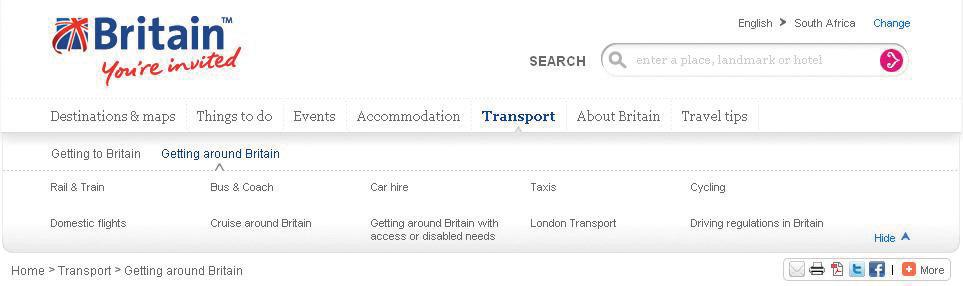 Britain™
You're invited
English > South Africa Change
SEARCH enter a place, landmark or hotel
Destinations & maps Things to do Events Accommodation Transport About Britain Travel tips
Getting to Britain Getting around Britain
Rail & Train Bus & Coach Car hire Taxis Cycling
Domestic flights Cruise around Britain Getting around Britain with London Transport Driving regulations in Britain
access or disabled needs
Hide
Home > Transport > Getting around Britain | More